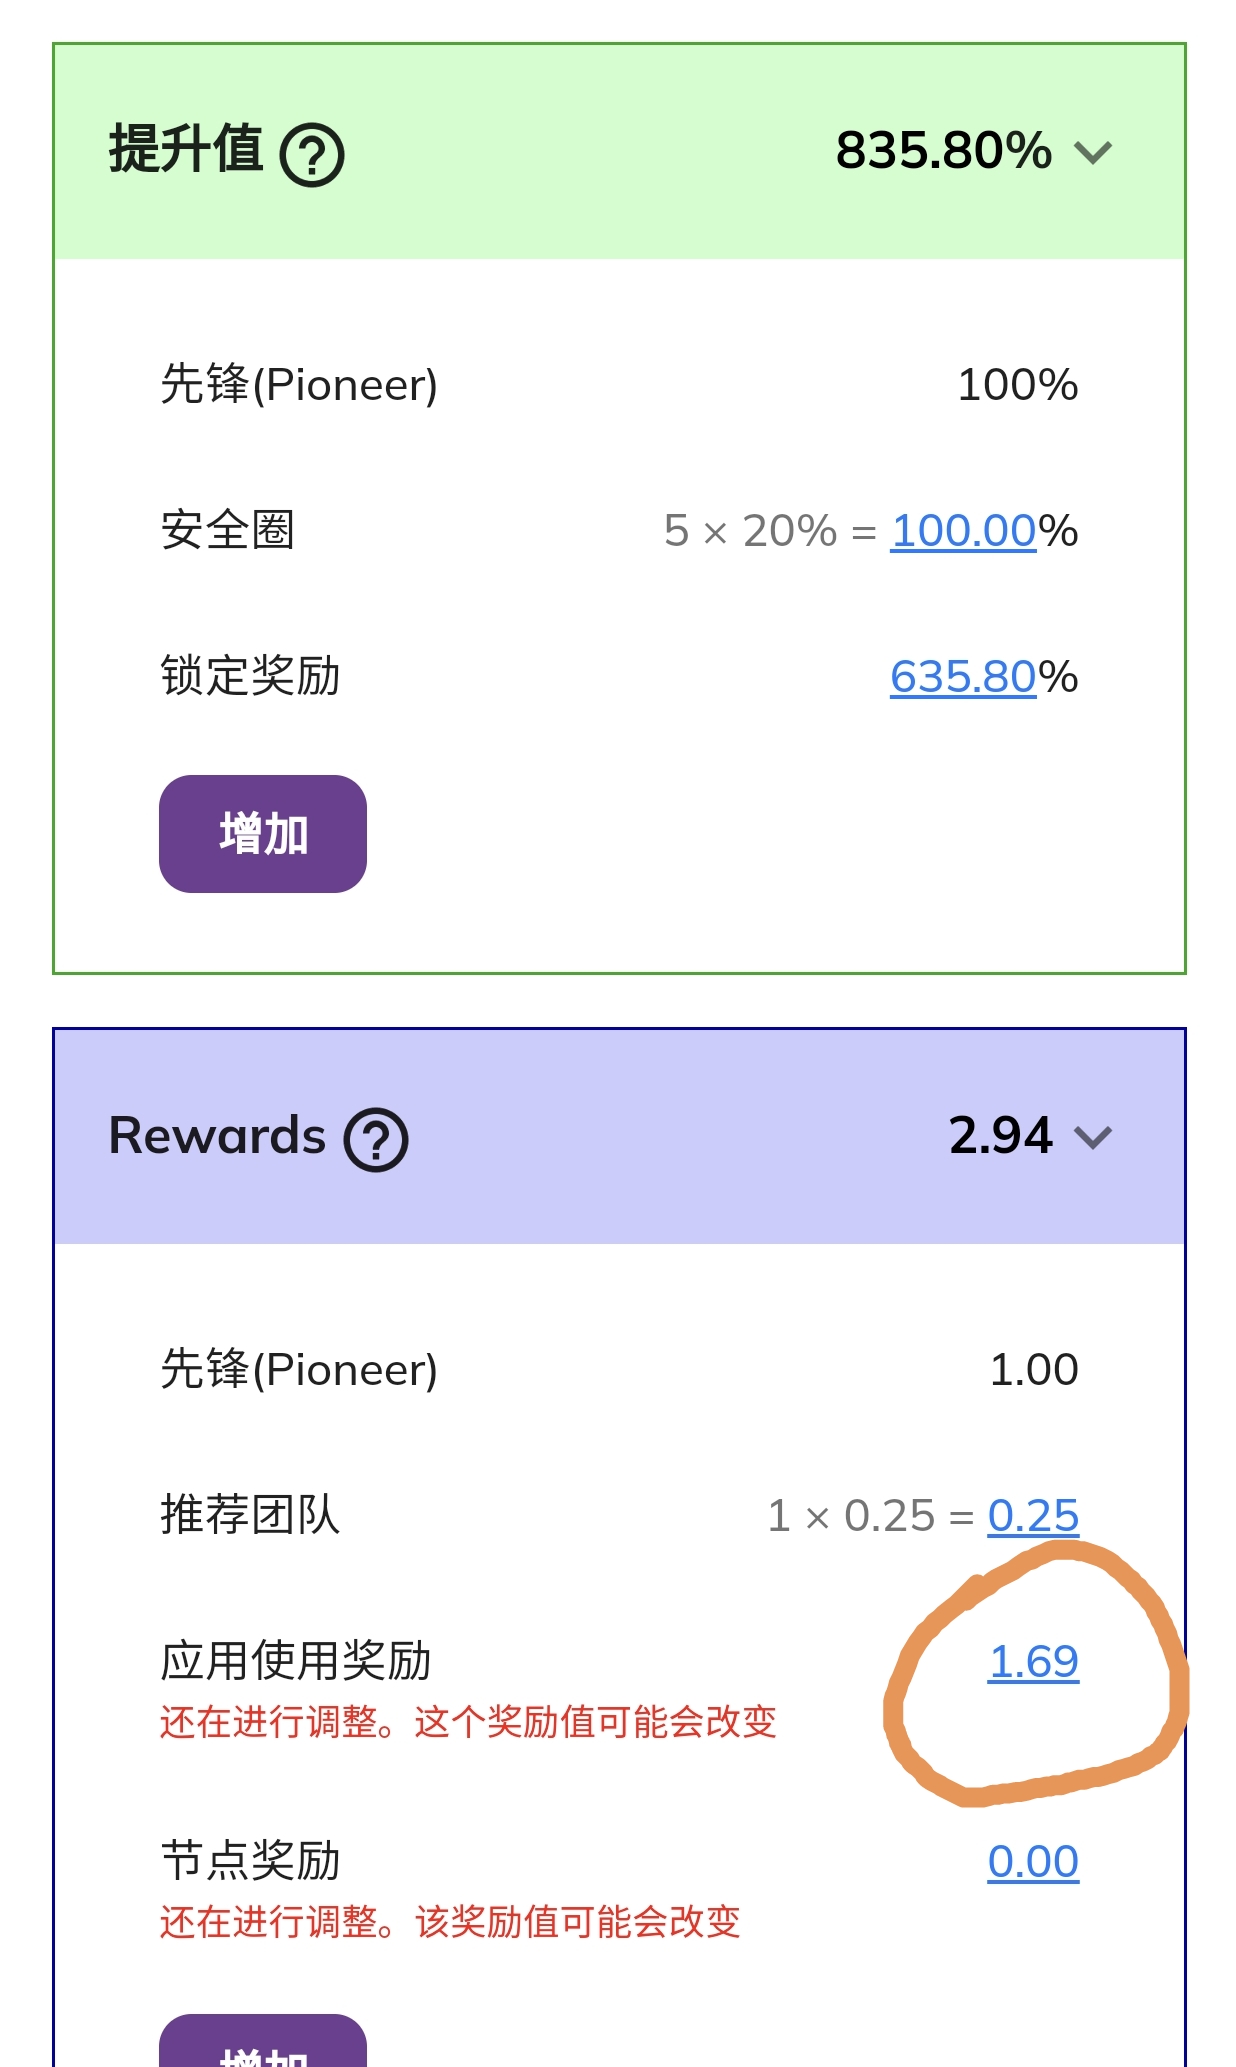 提升值 ? 835.80%
先锋(Pioneer) 100%
安全圈 5 × 20% = 100.00%
锁定奖励 635.80%
增加
Rewards ? 2.94
先锋(Pioneer) 1.00
推荐团队 1 × 0.25 = 0.25
应用使用奖励 1.69
还在进行调整。这个奖励值可能会改变
节点奖励 0.00
还在进行调整。该奖励值可能会改变
增加